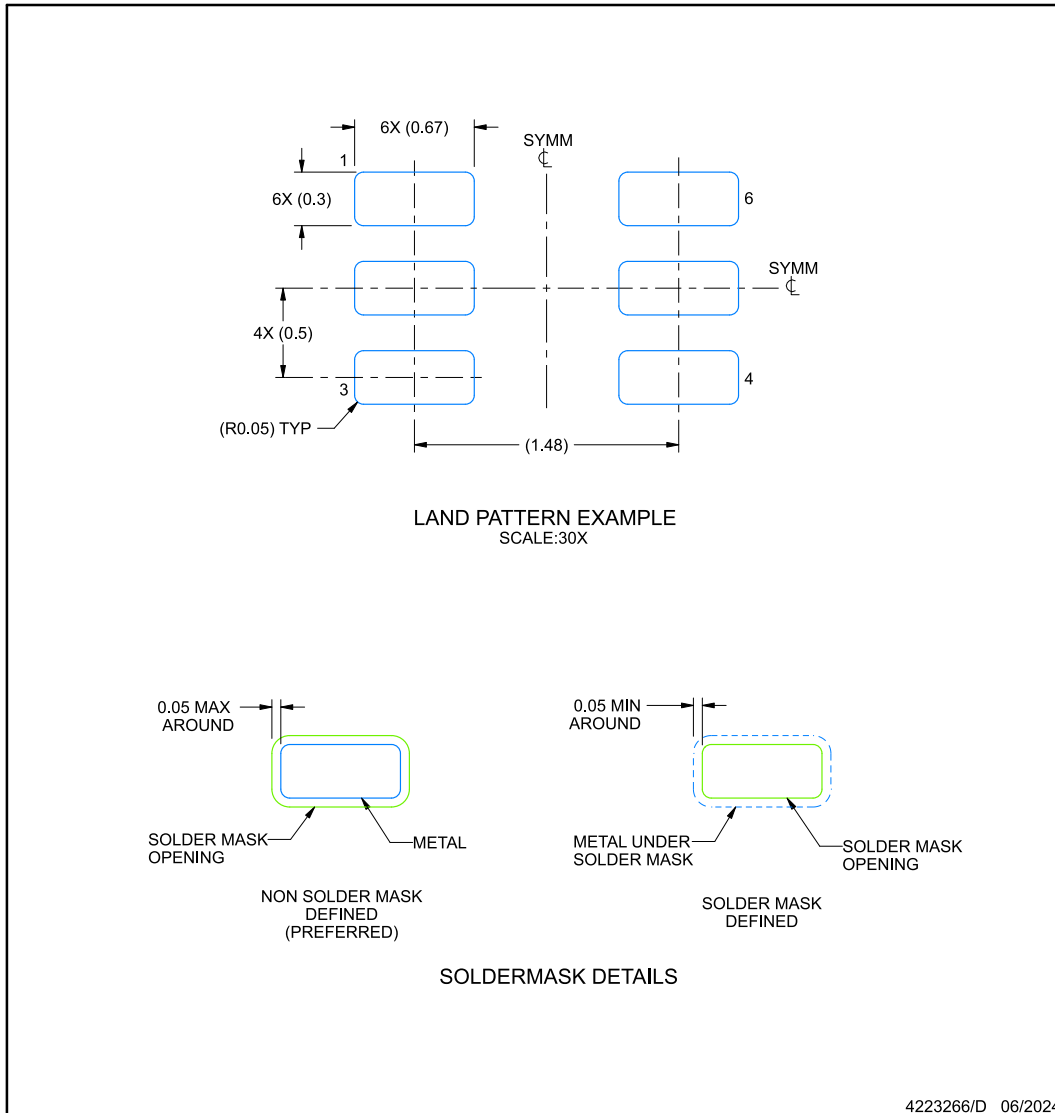 6X (0.67)
SYMM
℄
1
6X (0.3)
6
SYMM
℄
4X (0.5)
3
4
(R0.05) TYP
(1.48)
LAND PATTERN EXAMPLE
SCALE:30X
0.05 MAX
AROUND
SOLDER MASK
OPENING
METAL
NON SOLDER MASK
DEFINED
(PREFERRED)
0.05 MIN
AROUND
METAL UNDER
SOLDER MASK
SOLDER MASK
OPENING
SOLDER MASK
DEFINED
SOLDERMASK DETAILS
4223266/D 06/2024